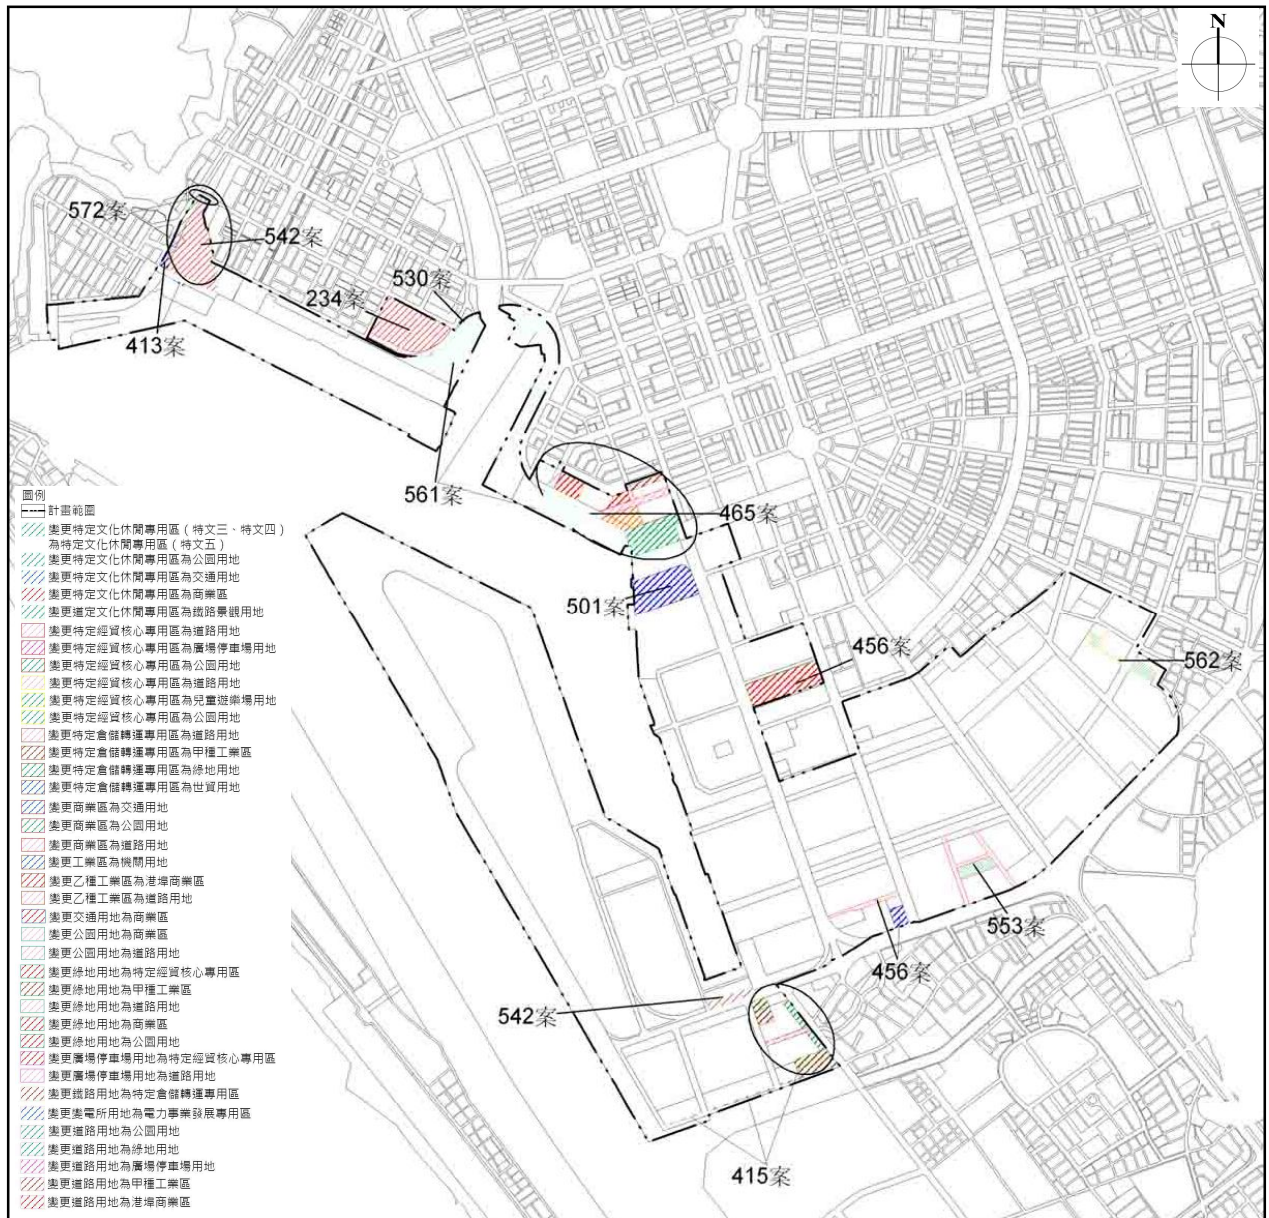 N
572案
542案
530案
234案
413案
561案
465案
501案
456案
562案
553案
456案
542案
415案
圖例
計畫範圍
變更特定文化休閒專用區（特文三、特文四）
為特定文化休閒專用區（特文五）
變更特定文化休閒專用區為公園用地
變更特定文化休閒專用區為交通用地
變更特定文化休閒專用區為商業區
變更道定文化休閒專用區為鐵路景觀用地
變更特定經貿核心專用區為道路用地
變更特定經貿核心專用區為廣場停車場用地
變更特定經貿核心專用區為公園用地
變更特定經貿核心專用區為道路用地
變更特定經貿核心專用區為兒童遊樂場用地
變更特定經貿核心專用區為公園用地
變更特定倉儲轉運專用區為道路用地
變更特定倉儲轉運專用區為甲種工業區
變更特定倉儲轉運專用區為綠地用地
變更特定倉儲轉運專用區為世貿用地
變更商業區為交通用地
變更商業區為公園用地
變更商業區為道路用地
變更工業區為機關用地
變更乙種工業區為港埠商業區
變更乙種工業區為道路用地
變更交通用地為商業區
變更公園用地為商業區
變更公園用地為道路用地
變更綠地用地為特定經貿核心專用區
變更綠地用地為甲種工業區
變更綠地用地為道路用地
變更綠地用地為商業區
變更綠地用地為公園用地
變更廣場停車場用地為特定經貿核心專用區
變更廣場停車場用地為道路用地
變更鐵路用地為特定倉儲轉運專用區
變更變電所用地為電力事業發展專用區
變更道路用地為公園用地
變更道路用地為綠地用地
變更道路用地為廣場停車場用地
變更道路用地為甲種工業區
變更道路用地為港埠商業區